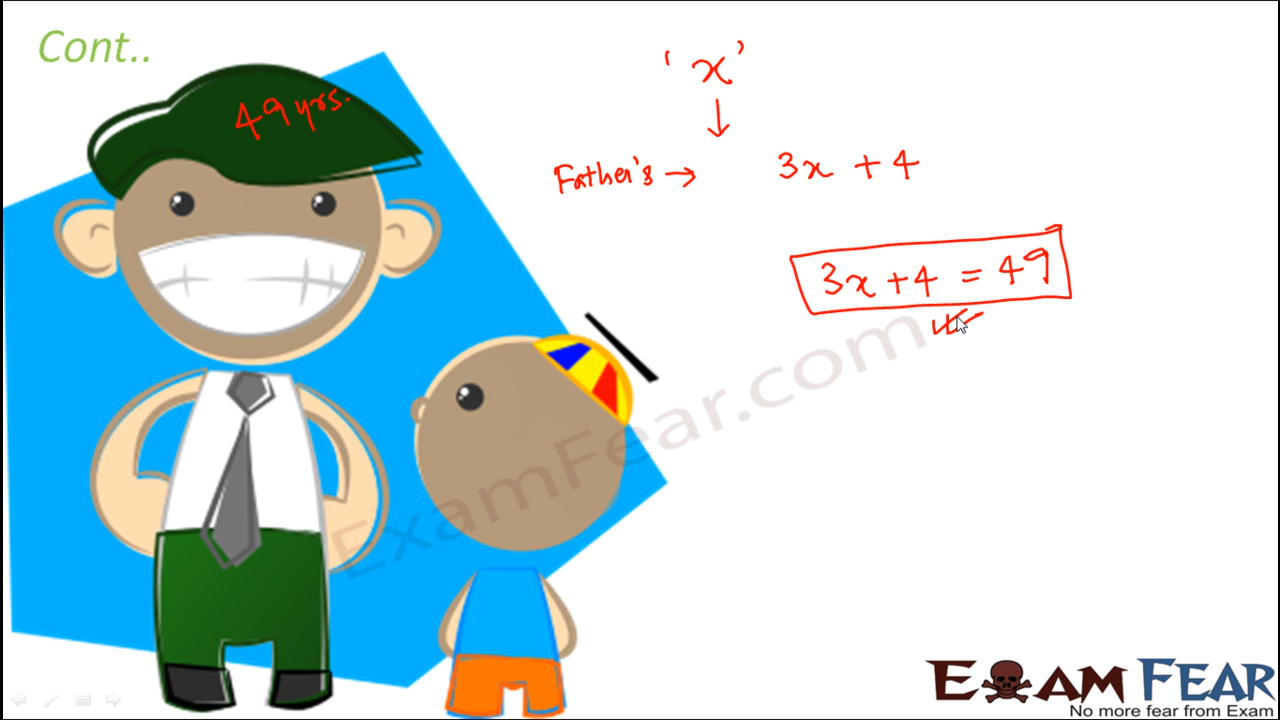 Cont..
49 yrs.
'x'
↓
Father's → 3x + 4
3x + 4 = 49
ExamFear.com
EXAMFEAR
No more fear from Exam